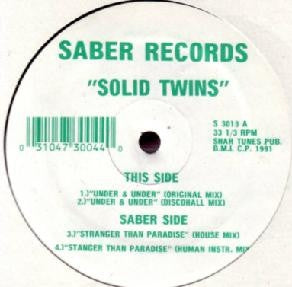 SABER RECORDS
"SOLID TWINS"
S 3013 A
33 1/3 RPM
SHAH TUNES PUB.
B.M.I. C.P. 1991
0 31047 30044 0
THIS SIDE
1.) "UNDER & UNDER" (ORIGINAL MIX)
2.) "UNDER & UNDER" (DISCOHALL MIX)
SABER SIDE
3.) "STRANGER THAN PARADISE" (HOUSE MIX)
4.) "STANGER THAN PARADISE" (HUMAN INSTR. MIX